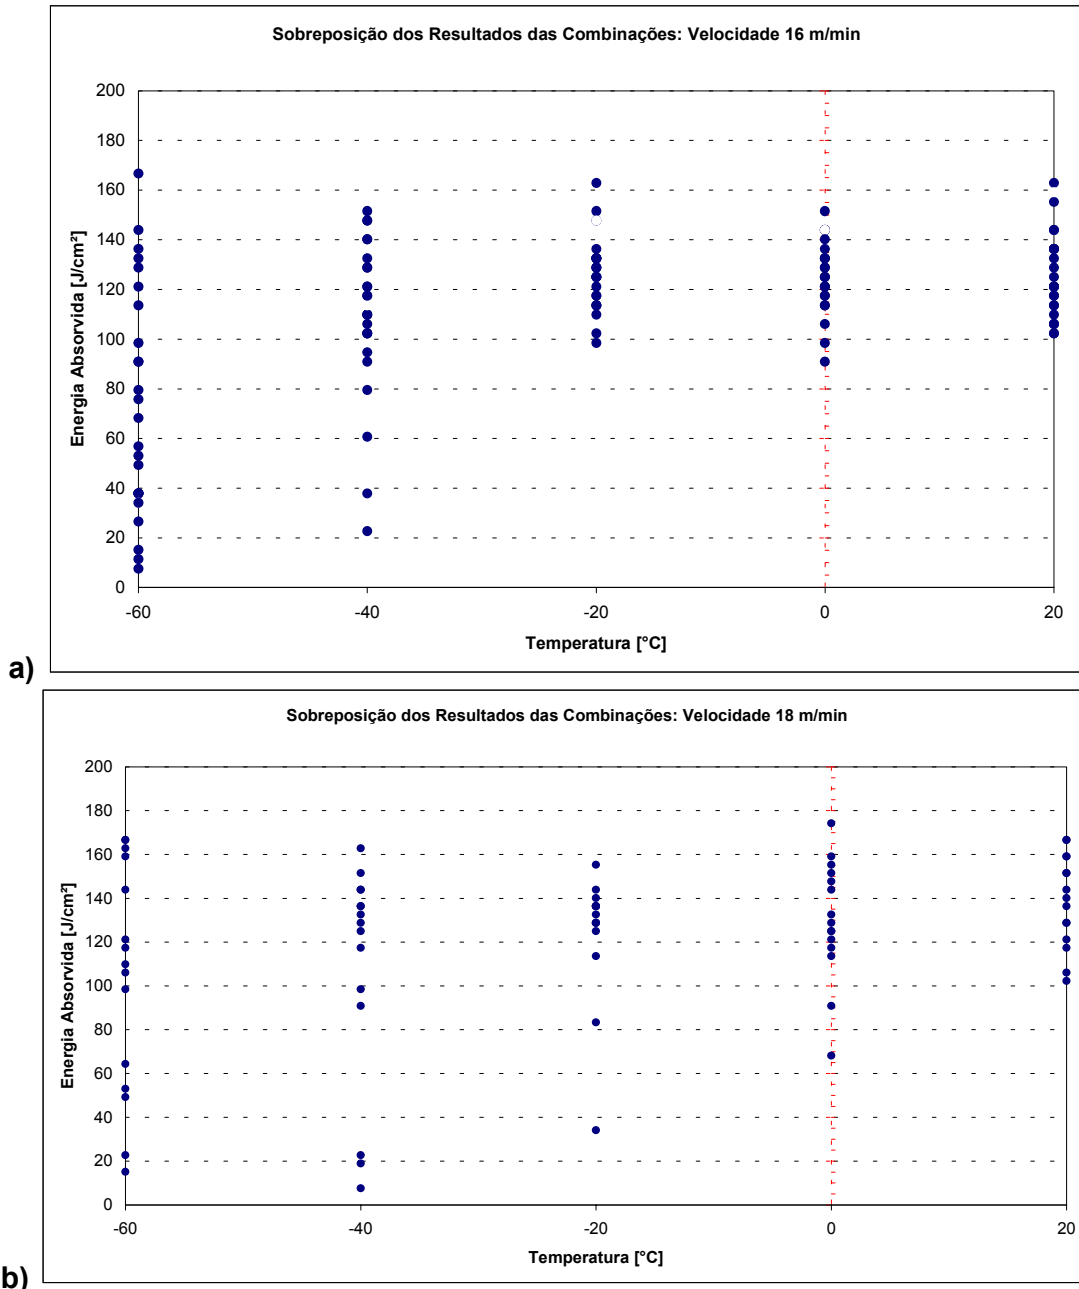 Sobreposição dos Resultados das Combinações: Velocidade 16 m/min
200
180
160
140
120
100
80
60
40
20
0
Energia Absorvida [J/cm²]
-60 -40 -20 0 20
Temperatura [°C]
a)
Sobreposição dos Resultados das Combinações: Velocidade 18 m/min
200
180
160
140
120
100
80
60
40
20
0
Energia Absorvida [J/cm²]
-60 -40 -20 0 20
Temperatura [°C]
b)